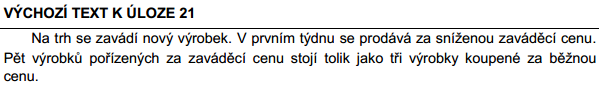 VÝCHOZÍ TEXT K ÚLOZE 21
Na trh se zavádí nový výrobek. V prvním týdnu se prodává za sníženou zaváděcí cenu.
Pět výrobků pořízených za zaváděcí cenu stojí tolik jako tři výrobky koupené za běžnou
cenu.